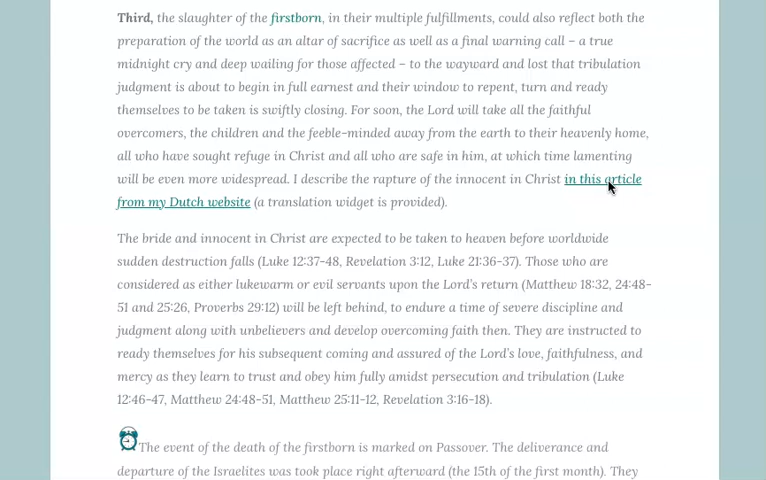 Third, the slaughter of the firstborn, in their multiple fulfillments, could also reflect both the
preparation of the world as an altar of sacrifice as well as a final warning call – a true
midnight cry and deep wailing for those affected – to the wayward and lost that tribulation
judgment is about to begin in full earnest and their window to repent, turn and ready
themselves to be taken is swiftly closing. For soon, the Lord will take all the faithful
overcomers, the children and the feeble-minded away from the earth to their heavenly home,
all who have sought refuge in Christ and all who are safe in him, at which time lamenting
will be even more widespread. I describe the rapture of the innocent in Christ in this article
from my Dutch website (a translation widget is provided).
The bride and innocent in Christ are expected to be taken to heaven before worldwide
sudden destruction falls (Luke 12:37-48, Revelation 3:12, Luke 21:36-37). Those who are
considered as either lukewarm or evil servants upon the Lord's return (Matthew 18:32, 24:48-
51 and 25:26, Proverbs 29:12) will be left behind, to endure a time of severe discipline and
judgment along with unbelievers and develop overcoming faith then. They are instructed to
ready themselves for his subsequent coming and assured of the Lord's love, faithfulness, and
mercy as they learn to trust and obey him fully amidst persecution and tribulation (Luke
12:46-47, Matthew 24:48-51, Matthew 25:11-12, Revelation 3:16-18).
The event of the death of the firstborn is marked on Passover. The deliverance and
departure of the Israelites was took place right afterward (the 15th of the first month). They